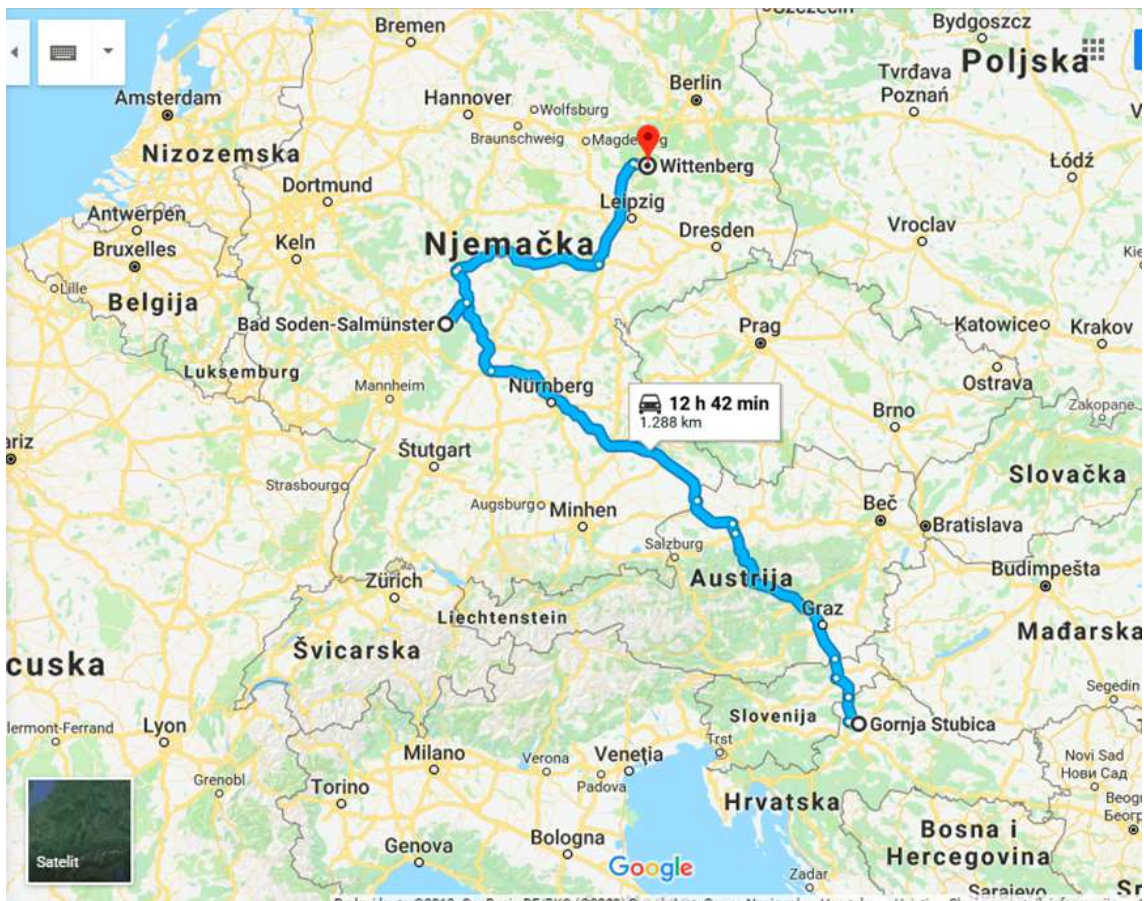 Bremen
Szczecin
Bydgoszcz
Poljska
Amsterdam
Hannover
Wolfsburg
Berlin
Tvrđava
Poznań
Braunschweig
Nizozemska
Wittenberg
Łódź
Dortmund
Leipzig
Antwerpen
Njemačka
Dresden
Vroclav
Bruxelles
Keln
Lille
Belgija
Bad Soden-Salmünster
Prag
Katowice
Krakov
Luksemburg
Ostrava
Mannheim
Nürnberg
12 h 42 min
1.288 km
Brno
Zakopane
Štutgart
Slovačka
Strasbourg
Augsburg
Minhen
Beč
Bratislava
Salzburg
Zürich
Austrija
Budimpešta
Liechtenstein
Graz
Mađarska
Švicarska
cuska
Segedin
Lyon
Slovenija
Gornja Stubica
Milano
Verona
Veneţia
Trst
Novi Sad
Нови Сад
Grenobl
Torino
Padova
Hrvatska
Bologna
Bosna i
Hercegovina
Genova
Google
Satelit
Zadar
Sarajevo